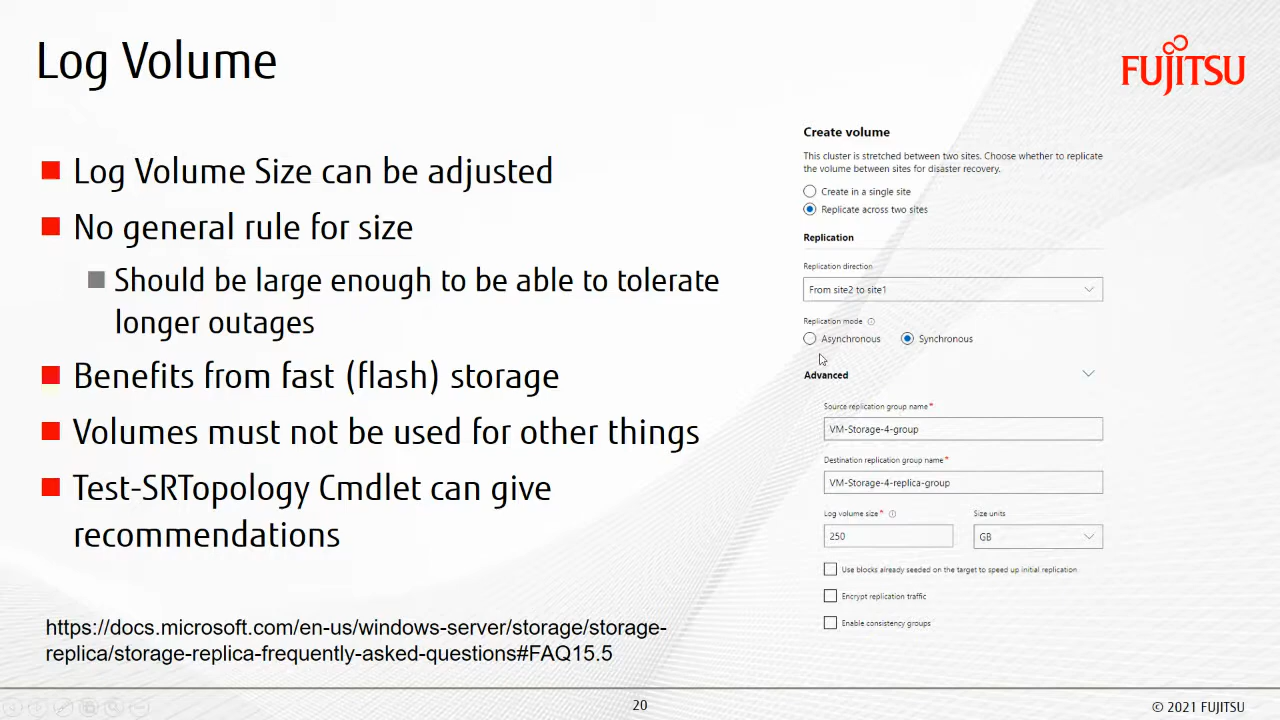 Log Volume
FUJITSU
Log Volume Size can be adjusted
No general rule for size
Should be large enough to be able to tolerate
longer outages
Benefits from fast (flash) storage
Volumes must not be used for other things
Test-SRTopology Cmdlet can give
recommendations
https://docs.microsoft.com/en-us/windows-server/storage/storage-
replica/storage-replica-frequently-asked-questions#FAQ15.5
Create volume
This cluster is stretched between two sites. Choose whether to replicate
the volume between sites for disaster recovery.
Create in a single site
Replicate across two sites
Replication
Replication direction
From site2 to site1
Replication mode
Asynchronous Synchronous
Advanced
Source replication group name*
VM-Storage-4-group
Destination replication group name*
VM-Storage-4-replica-group
Log volume size* Size units
250 GB
Use blocks already seeded on the target to speed up initial replication
Encrypt replication traffic
Enable consistency groups
20
© 2021 FUJITSU